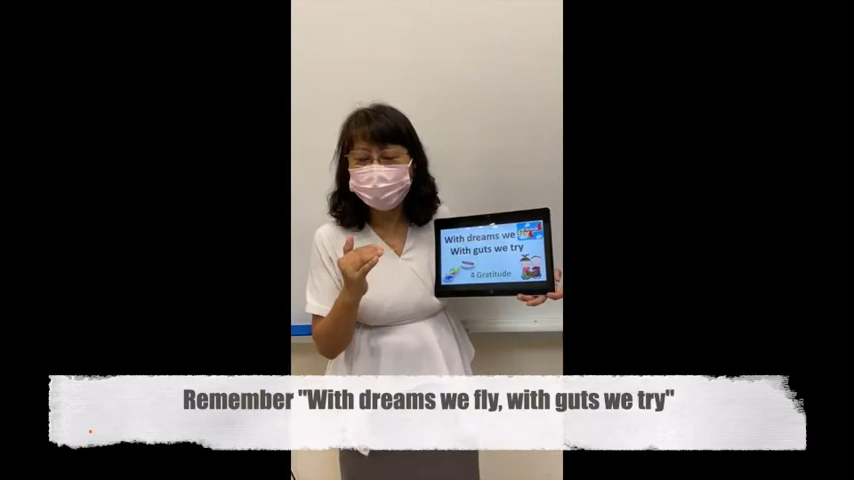 With dreams we
With guts we try
4 Gratitude
Remember "With dreams we fly, with guts we try"